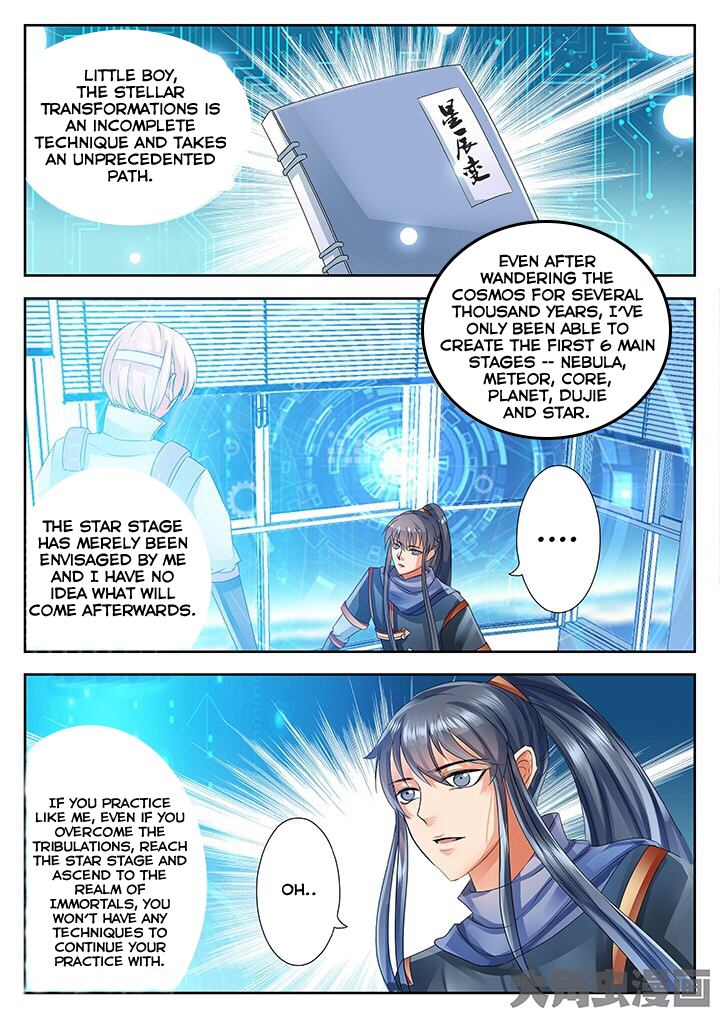 LITTLE BOY,
THE STELLAR
TRANSFORMATIONS IS
AN INCOMPLETE
TECHNIQUE AND TAKES
AN UNPRECEDENTED
PATH.
星辰变
EVEN AFTER
WANDERING THE
COSMOS FOR SEVERAL
THOUSAND YEARS, I'VE
ONLY BEEN ABLE TO
CREATE THE FIRST 6 MAIN
STAGES -- NEBULA,
METEOR, CORE,
PLANET, DUJIE
AND STAR.
THE STAR STAGE
HAS MERELY BEEN
ENVISAGED BY ME
AND I HAVE NO
IDEA WHAT WILL
COME AFTERWARDS.
....
IF YOU PRACTICE
LIKE ME, EVEN IF YOU
OVERCOME THE
TRIBULATIONS, REACH
THE STAR STAGE AND
ASCEND TO THE
REALM OF
IMMORTALS, YOU
WON'T HAVE ANY
TECHNIQUES TO
CONTINUE YOUR
PRACTICE WITH.
OH..
大角虫漫画